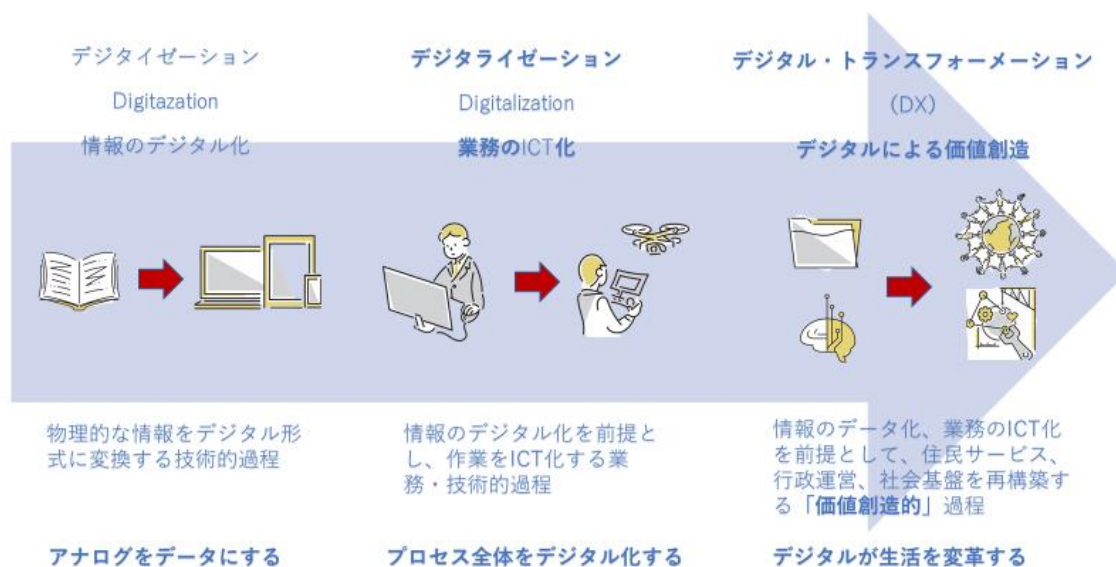 デジタイゼーション
Digitazation
情報のデジタル化
デジタライゼーション
Digitalization
業務のICT化
デジタル・トランスフォーメーション
（DX）
デジタルによる価値創造
物理的な情報をデジタル形
式に変換する技術的過程
情報のデジタル化を前提と
し、作業をICT化する業
務・技術的過程
情報のデータ化、業務のICT化
を前提として、住民サービス、
行政運営、社会基盤を再構築す
る「価値創造的」過程
アナログをデータにする
プロセス全体をデジタル化する
デジタルが生活を変革する